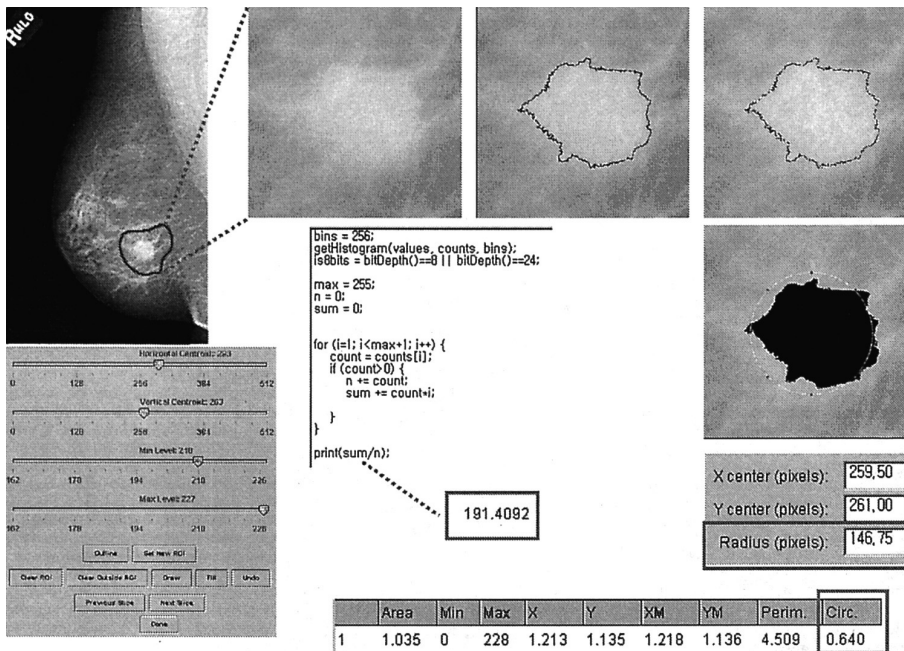 RMLO
bins = 256;
getHistogram(values, counts, bins);
is8bits = bitDepth()==8 || bitDepth()==24;
max = 255;
n = 0;
sum = 0;
for (i=l; i<max+l; i++) {
count = counts[i];
if (count>0) {
n += count;
sum += count*i;
}
}
print(sum/n);
191.4092
Horizontal Centroid: 293
0 128 256 384 512
Vertical Centroid: 263
0 128 256 384 512
Min Level: 210
162 178 194 210 226
Max Level: 227
162 178 194 210 226
Outline Set New ROI
Clear ROI Clear Outside ROI Draw Fill Undo
Previous Slice Next Slice
Done
X center (pixels): 259,50
Y center (pixels): 261,00
Radius (pixels): 146,75
Area Min Max X Y XM YM Perim. Circ.
1 1.035 0 228 1.213 1.135 1.218 1.136 4.509 0.640